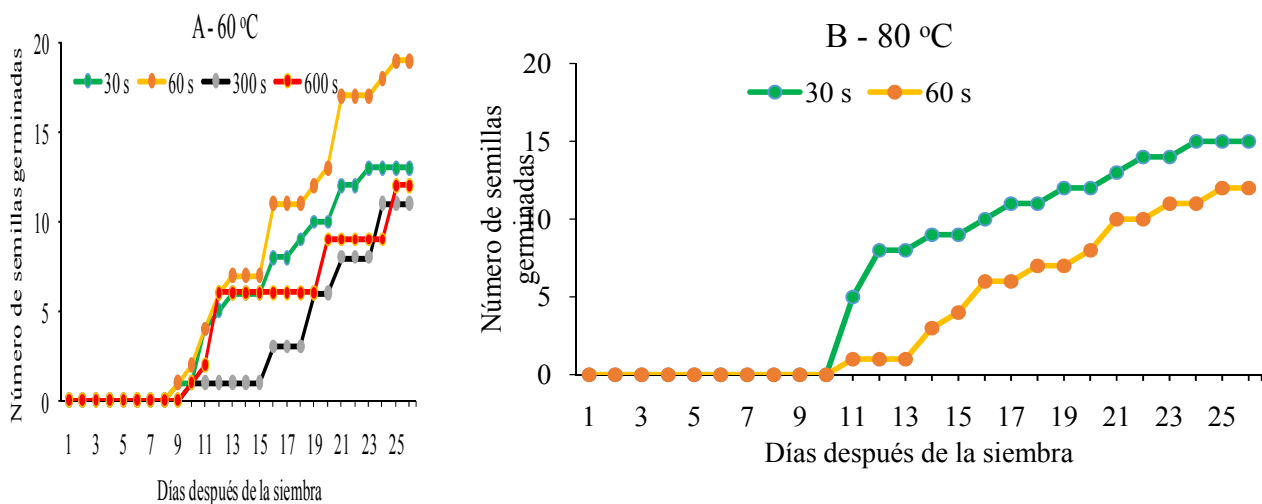 A - 60 °C
Número de semillas germinadas
20
15
10
5
0
30 s 60 s 300 s 600 s
1 3 5 7 9 11 13 15 17 19 21 23 25
Días después de la siembra
B - 80 °C
Número de semillas
germinadas
20
15
10
5
0
30 s 60 s
1 3 5 7 9 11 13 15 17 19 21 23 25
Días después de la siembra